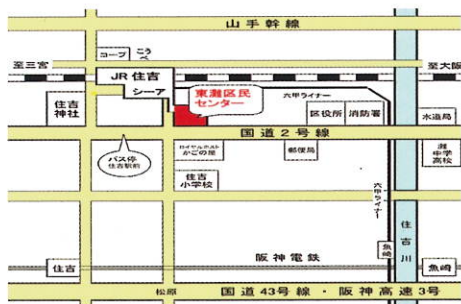 山手幹線
コープ
こうべ
至三宮
JR住吉
至大阪
シーア
東灘区民
センター
六甲ライナー
住吉
神社
区役所
消防署
水道局
国道2号線
バス停
住吉駅前
ロイヤルホスト
かごの屋
郵便局
灘
中学
高校
住吉
小学校
六甲ライナー
住吉川
阪神電鉄
魚崎
住吉
魚崎
松原
国道43号線・阪神高速3号